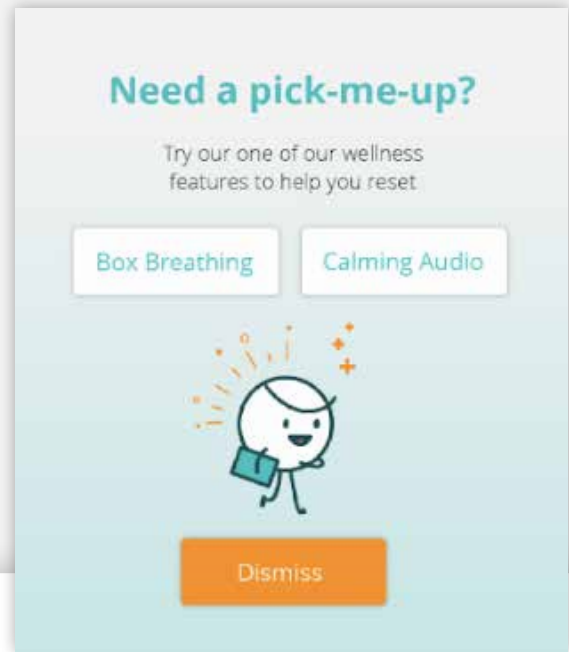 Need a pick-me-up?
Try our one of our wellness
features to help you reset
Box Breathing
Calming Audio
Dismiss